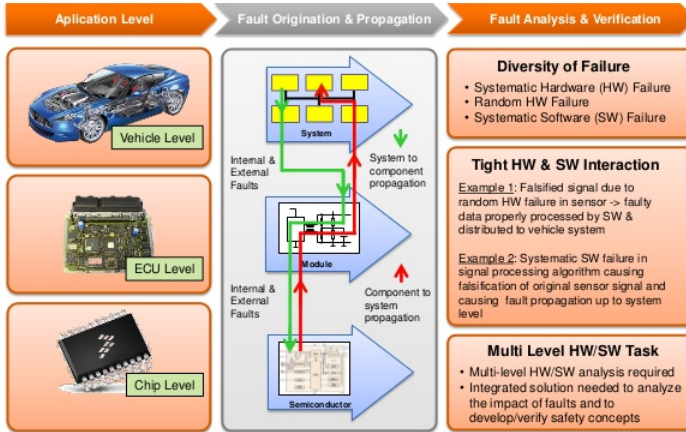 Aplication Level
Fault Origination & Propagation
Fault Analysis & Verification
Vehicle Level
ECU Level
Chip Level
System
Internal &
External
Faults
System to
component
propagation
Module
Internal &
External
Faults
Component to
system
propagation
Semiconductor
Diversity of Failure
• Systematic Hardware (HW) Failure
• Random HW Failure
• Systematic Software (SW) Failure
Tight HW & SW Interaction
Example 1: Falsified signal due to
random HW failure in sensor -> faulty
data properly processed by SW &
distributed to vehicle system
Example 2: Systematic SW failure in
signal processing algorithm causing
falsification of original sensor signal and
causing fault propagation up to system
level
Multi Level HW/SW Task
• Multi-level HW/SW analysis required
• Integrated solution needed to analyze
the impact of faults and to
develop/verify safety concepts